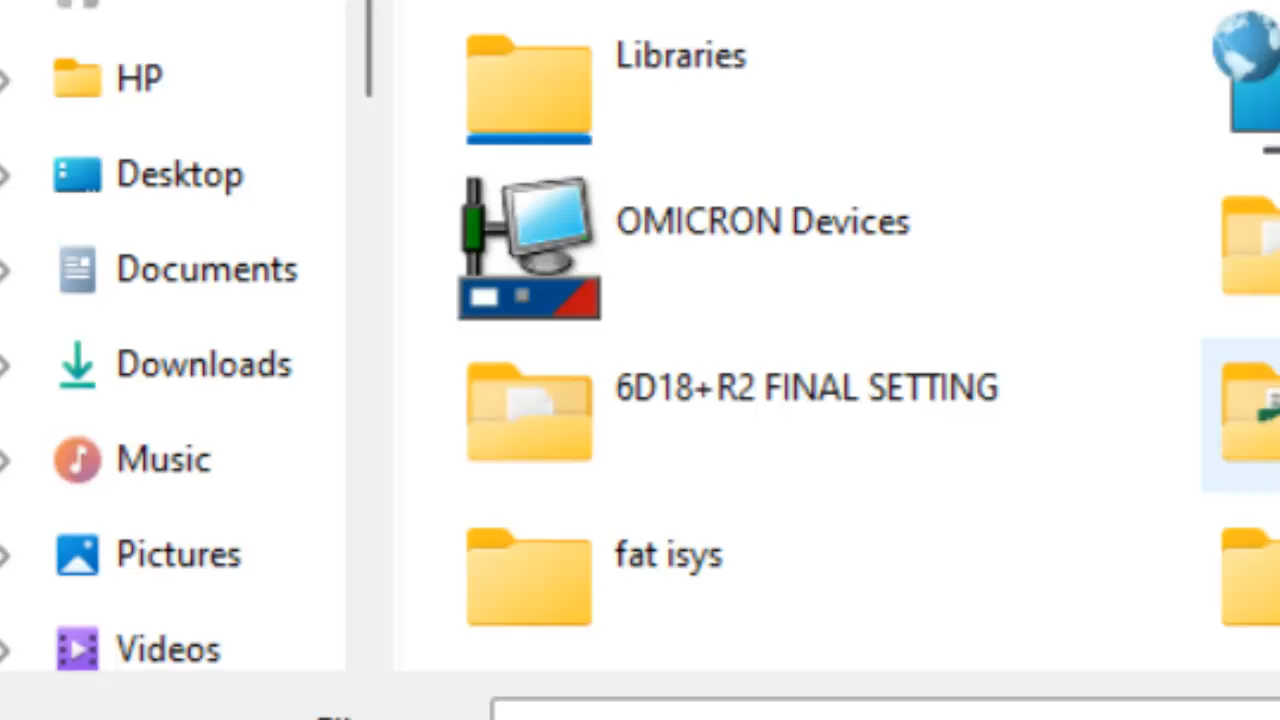 HP
Desktop
Documents
Downloads
Music
Pictures
Videos
Libraries
OMICRON Devices
6D18+R2 FINAL SETTING
fat isys